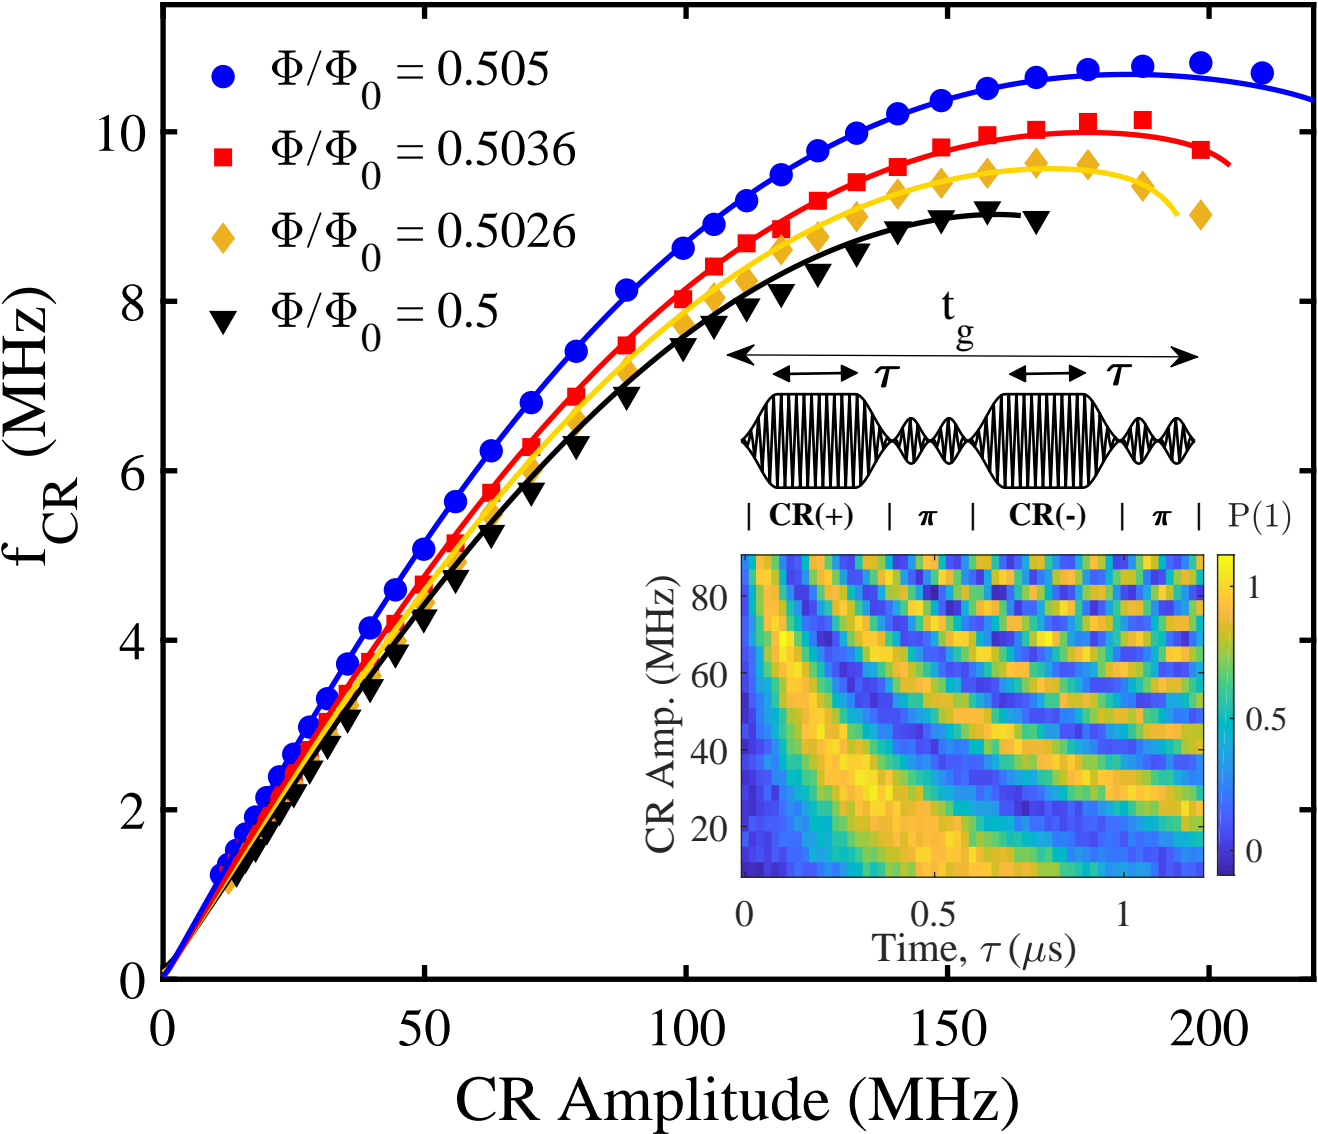 Φ/Φ0 = 0.505
Φ/Φ0 = 0.5036
Φ/Φ0 = 0.5026
Φ/Φ0 = 0.5
fCR (MHz)
10
8
6
4
2
0
0 50 100 150 200
CR Amplitude (MHz)
tg
τ τ
| CR(+) | π | CR(-) | π | P(1)
CR Amp. (MHz)
80
60
40
20
0 0.5 1
Time, τ (μs)
1
0.5
0